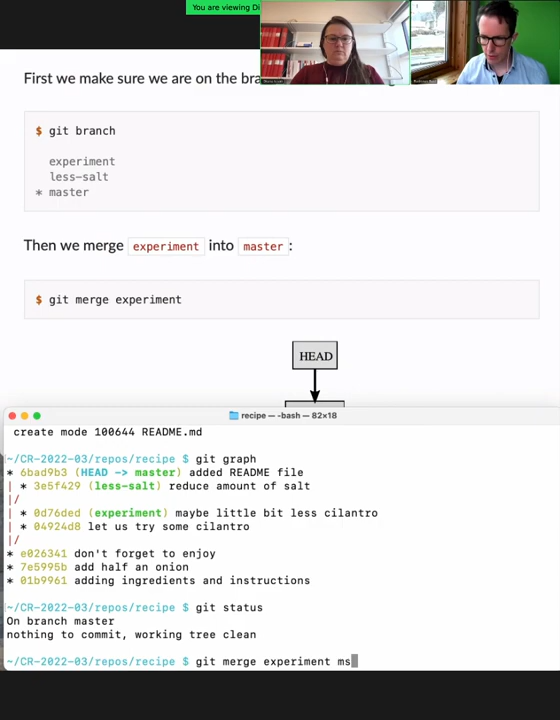 You are viewing Di
First we make sure we are on the bra
$ git branch
experiment
less-salt
* master
Then we merge experiment into master:
$ git merge experiment
HEAD
recipe — -bash — 82×18
create mode 100644 README.md
~/CR-2022-03/repos/recipe $ git graph
* 6bad9b3 (HEAD -> master) added README file
| * 3e5f429 (less-salt) reduce amount of salt
|/
| * 0d76ded (experiment) maybe little bit less cilantro
| * 04924d8 let us try some cilantro
|/
* e026341 don't forget to enjoy
* 7e5995b add half an onion
* 01b9961 adding ingredients and instructions
~/CR-2022-03/repos/recipe $ git status
On branch master
nothing to commit, working tree clean
~/CR-2022-03/repos/recipe $ git merge experiment ms